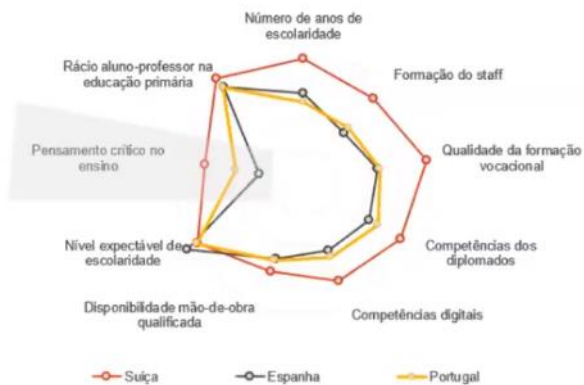 Número de anos de
escolaridade
Rácio aluno-professor na
educação primária
Formação do staff
Pensamento crítico no
ensino
Qualidade da formação
vocacional
Nível expectável de
escolaridade
Competências dos
diplomados
Disponibilidade mão-de-obra
qualificada
Competências digitais
Suíça
Espanha
Portugal